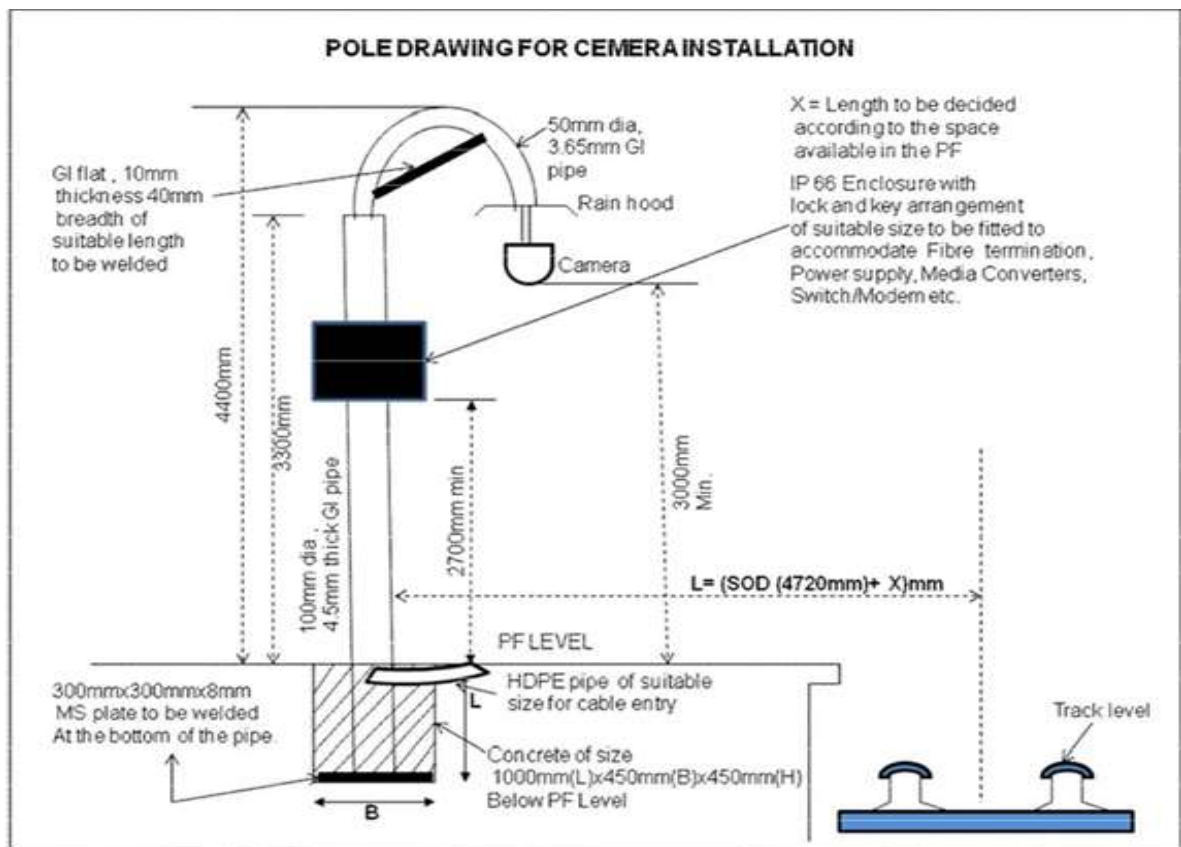 POLE DRAWING FOR CEMERA INSTALLATION
X = Length to be decided
according to the space
available in the PF
50mm dia,
3.65mm GI
pipe
GI flat , 10mm
thickness 40mm
breadth of
suitable length
to be welded
IP 66 Enclosure with
lock and key arrangement
of suitable size to be fitted to
accommodate Fibre termination,
Power supply, Media Converters,
Switch/Modem etc.
Rain hood
Camera
4400mm
3300mm
100mm dia ,
4.5mm thick GI pipe
2700mm min
3000mm
Min.
L= (SOD (4720mm)+ X)mm
PF LEVEL
300mmx300mmx8mm
MS plate to be welded
At the bottom of the pipe.
HDPE pipe of suitable
size for cable entry
L
Track level
Concrete of size
1000mm(L)x450mm(B)x450mm(H)
Below PF Level
B